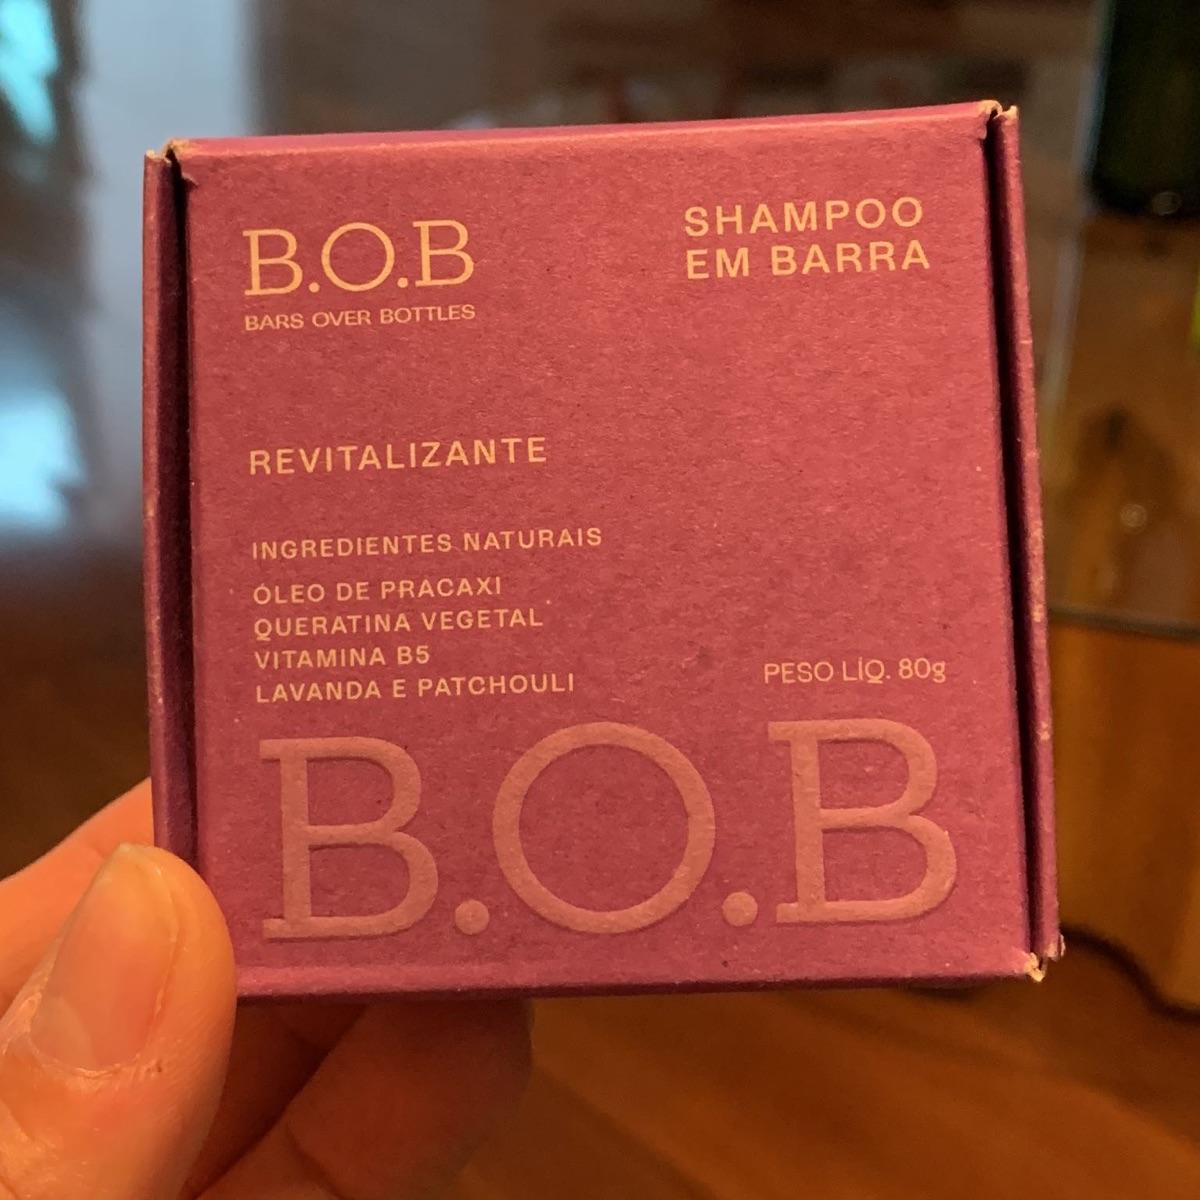 B.O.B
BARS OVER BOTTLES
SHAMPOO
EM BARRA
REVITALIZANTE
INGREDIENTES NATURAIS
ÓLEO DE PRACAXI
QUERATINA VEGETAL
VITAMINA B5
LAVANDA E PATCHOULI
PESO LÍQ. 80g
B.O.B